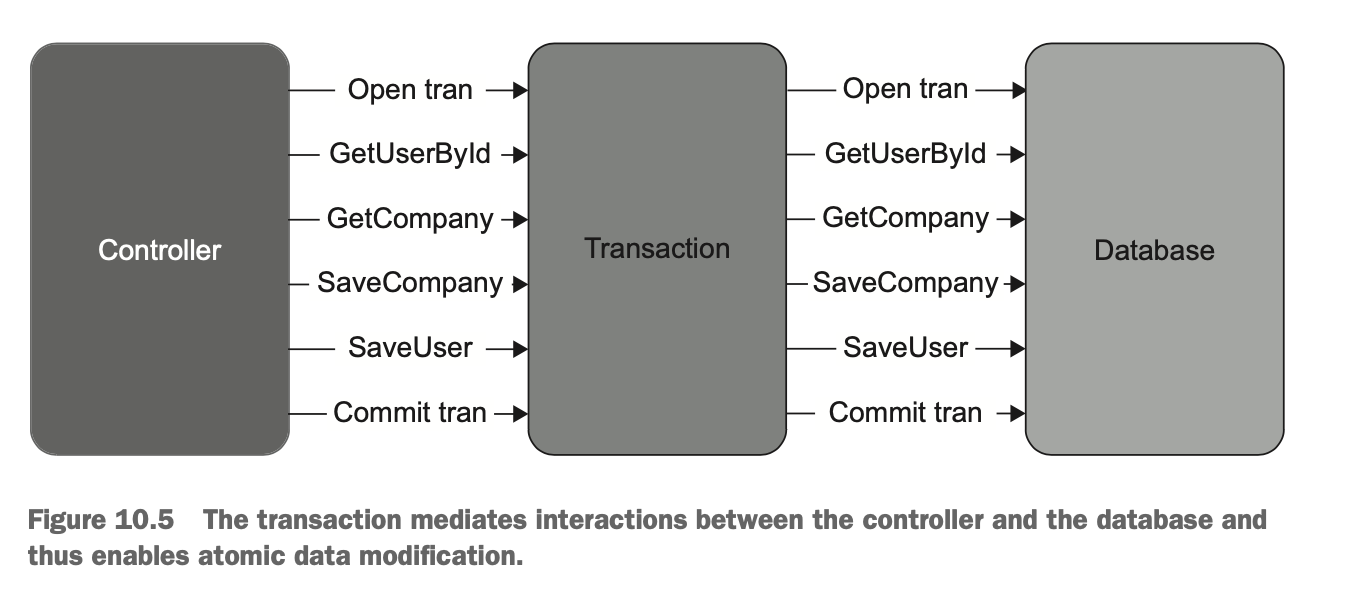 Controller
Open tran
GetUserById
GetCompany
SaveCompany
SaveUser
Commit tran
Transaction
Open tran
GetUserById
GetCompany
SaveCompany
SaveUser
Commit tran
Database
Figure 10.5 The transaction mediates interactions between the controller and the database and
thus enables atomic data modification.